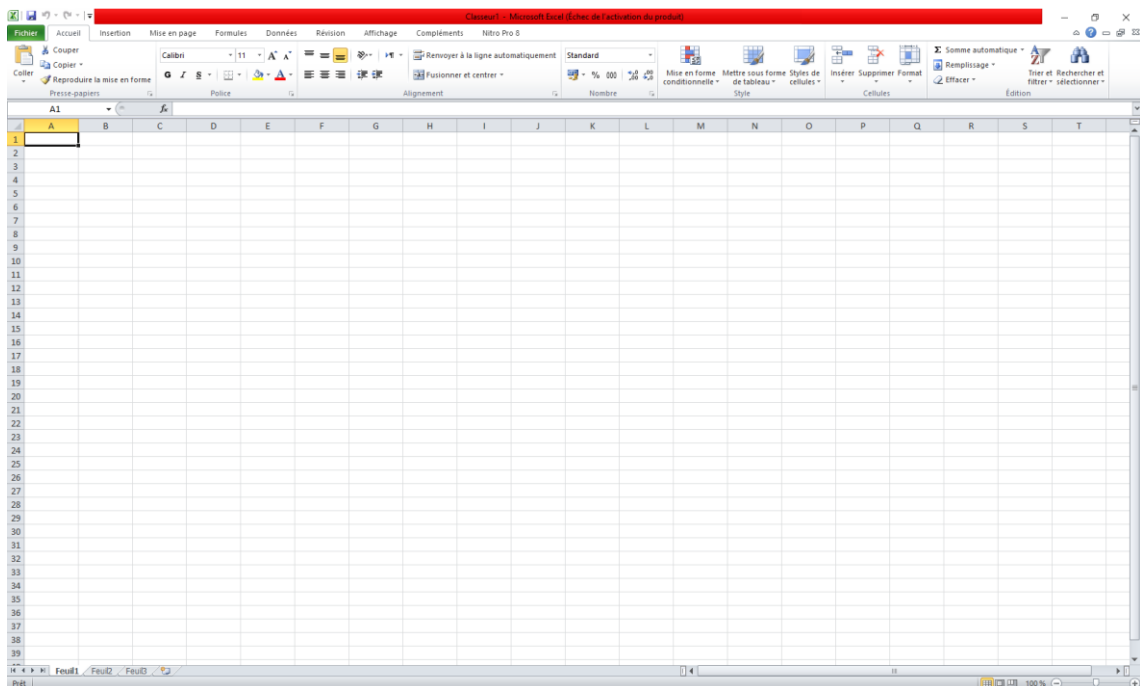 Classeur1 - Microsoft Excel (Échec de l'activation du produit)
Fichier Accueil Insertion Mise en page Formules Données Révision Affichage Compléments Nitro Pro 8
Coller
Couper
Copier
Reproduire la mise en forme
Presse-papiers
Calibri 11
G I S
Police
Renvoyer à la ligne automatiquement
Fusionner et centrer
Alignement
Standard
% 000
Nombre
Mise en forme conditionnelle
Mettre sous forme de tableau
Styles de cellules
Style
Insérer Supprimer Format
Cellules
Σ Somme automatique
Remplissage
Effacer
Trier et filtrer
Rechercher et sélectionner
Édition
A1 fx
A B C D E F G H I J K L M N O P Q R S T
1
2
3
4
5
6
7
8
9
10
11
12
13
14
15
16
17
18
19
20
21
22
23
24
25
26
27
28
29
30
31
32
33
34
35
36
37
38
39
Feuil1 Feuil2 Feuil3
Prêt 100 %